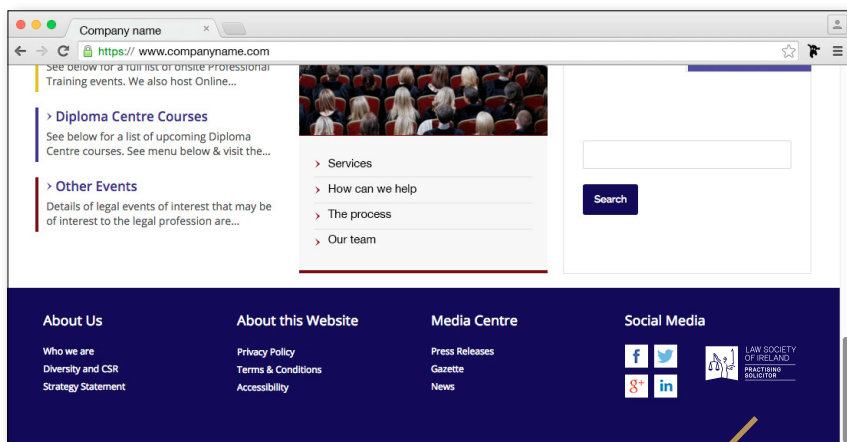 Company name
https:// www.companyname.com
See below for a full list of onsite Professional
Training events. We also host Online...
› Diploma Centre Courses
See below for a list of upcoming Diploma
Centre courses. See menu below & visit the...
› Other Events
Details of legal events of interest that may be
of interest to the legal profession are...
› Services
› How can we help
› The process
› Our team
Search
About Us
Who we are
Diversity and CSR
Strategy Statement
About this Website
Privacy Policy
Terms & Conditions
Accessibility
Media Centre
Press Releases
Gazette
News
Social Media
f
g+ in
LAW SOCIETY
OF IRELAND
PRACTISING
SOLICITOR